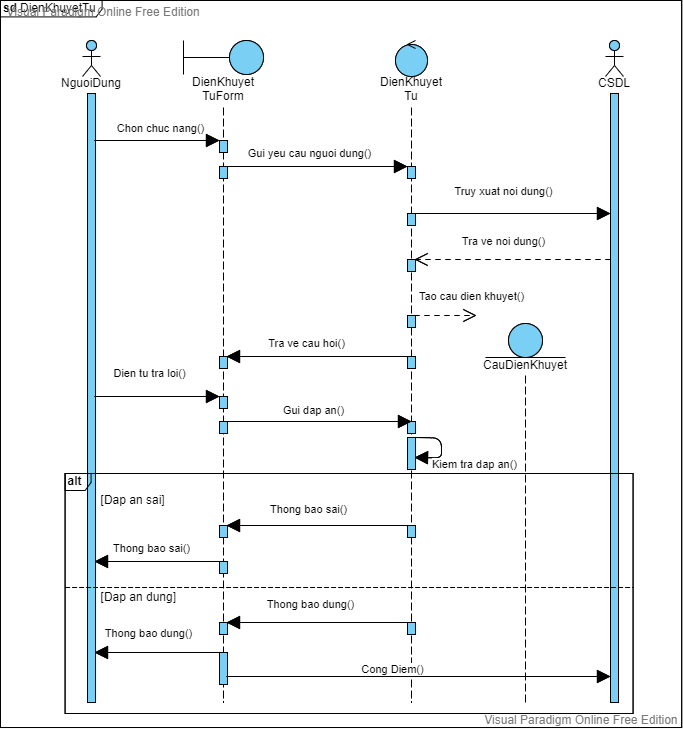 sd DienKhuyetTu
Visual Paradigm Online Free Edition
NguoiDung
DienKhuyet
TuForm
DienKhuyet
Tu
CSDL
Chon chuc nang()
Gui yeu cau nguoi dung()
Truy xuat noi dung()
Tra ve noi dung()
Tao cau dien khuyet()
Tra ve cau hoi()
CauDienKhuyet
Dien tu tra loi()
Gui dap an()
Kiem tra dap an()
alt
[Dap an sai]
Thong bao sai()
Thong bao sai()
[Dap an dung]
Thong bao dung()
Thong bao dung()
Cong Diem()
Visual Paradigm Online Free Edition